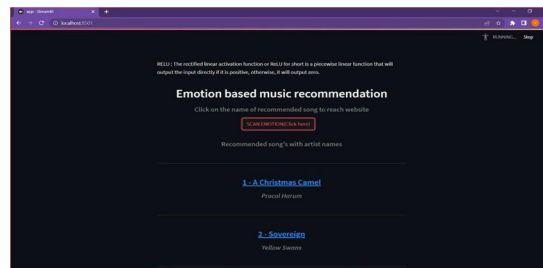 app · Streamlit
localhost:8501
RUNNING... Stop
RELU : The rectified linear activation function or ReLU for short is a piecewise linear function that will
output the input directly if it is positive, otherwise, it will output zero.
Emotion based music recommendation
Click on the name of recommended song to reach website
SCAN EMOTION(Click here)
Recommended song's with artist names
1 - A Christmas Camel
Procol Harum
2 - Sovereign
Yellow Swans